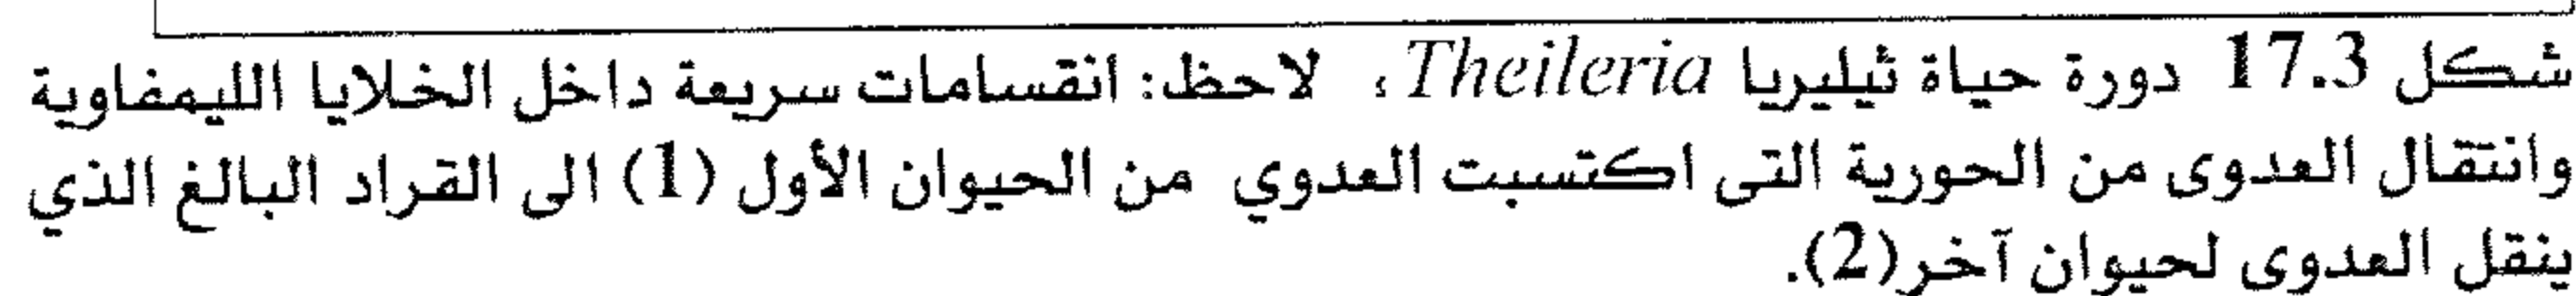 شكل 17.3 دورة حياة ثيليريا Theileria، لاحظ: انقسامات سريعة داخل الخلايا الليمفاوية
وانتقال العدوى من الحورية التى اكتسبت العدوي من الحيوان الأول (1) الى القراد البالغ الذي
ينقل العدوى لحيوان آخر(2).